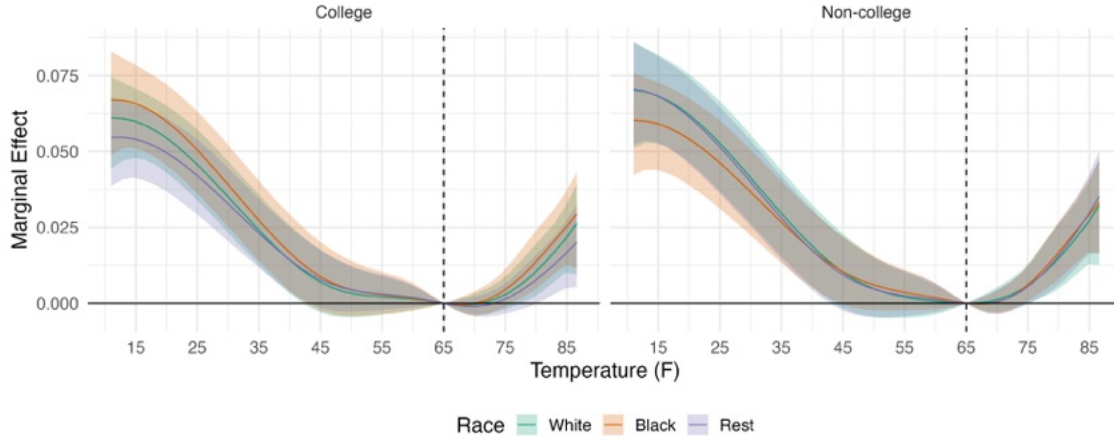 College Non-college
Marginal Effect
0.075
0.050
0.025
0.000
15 25 35 45 55 65 75 85 15 25 35 45 55 65 75 85
Temperature (F)
Race White Black Rest